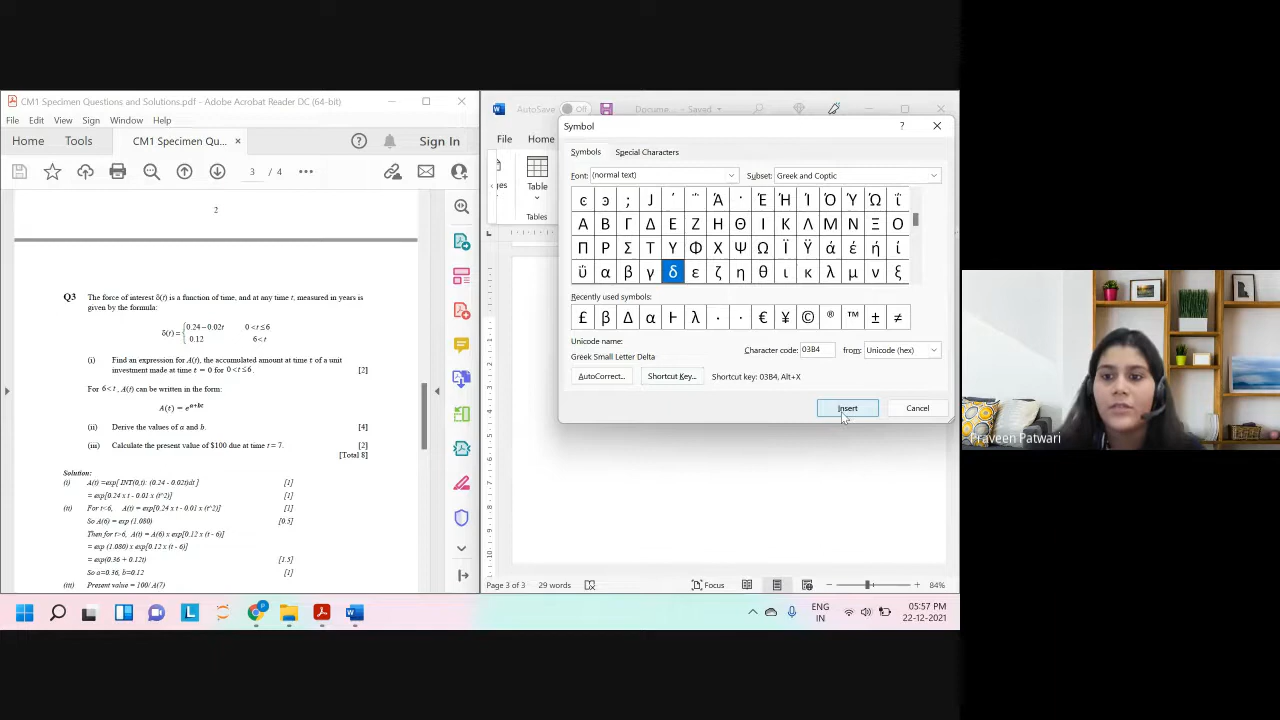 CM1 Specimen Questions and Solutions.pdf - Adobe Acrobat Reader DC (64-bit)
File Edit View Sign Window Help
Home Tools CM1 Specimen Qu... × Sign In
3 / 4
2
Q3 The force of interest δ(t) is a function of time, and at any time t, measured in years is
given by the formula:
δ(t) = { 0.24 – 0.02t 0 < t ≤ 6
0.12 6 < t
(i) Find an expression for A(t), the accumulated amount at time t of a unit
investment made at time t = 0 for 0 < t ≤ 6. [2]
For 6 < t, A(t) can be written in the form:
A(t) = e^{a+bt}
(ii) Derive the values of a and b. [4]
(iii) Calculate the present value of $100 due at time t = 7. [2]
[Total 8]
Solution:
(i) A(t) =exp[ INT(0,t): (0.24 - 0.02t)dt ] [1]
= exp[0.24 x t - 0.01 x (t^2)] [1]
(ii) For t<6, A(t) = exp[0.24 x t - 0.01 x (t^2)] [1]
So A(6) = exp (1.080) [0.5]
Then for t>6, A(t) = A(6) x exp[0.12 x (t - 6)]
= exp (1.080) x exp[0.12 x (t - 6)]
= exp(0.36 + 0.12t) [1.5]
So a=0.36, b=0.12 [1]
(iii) Present value = 100/ A(7)
AutoSave Off Docume... - Saved
File Home
ges Table
Tables
Symbol ? ×
Symbols Special Characters
Font: (normal text) Subset: Greek and Coptic
ͼ ͽ ; Ϳ ΄ ΅ Ά · Έ Ή Ί Ό Ύ Ώ ΐ
Α Β Γ Δ Ε Ζ Η Θ Ι Κ Λ Μ Ν Ξ Ο
Π Ρ Σ Τ Υ Φ Χ Ψ Ω Ϊ Ϋ ά έ ή ί
ΰ α β γ δ ε ζ η θ ι κ λ μ ν ξ
Recently used symbols:
£ β Δ α Ͱ λ · · € ¥ © ® ™ ± ≠
Unicode name:
Greek Small Letter Delta
Character code: 03B4 from: Unicode (hex)
AutoCorrect... Shortcut Key... Shortcut key: 03B4, Alt+X
Insert Cancel
Page 3 of 3 29 words Focus 84%
ENG
IN
05:57 PM
22-12-2021
Praveen Patwari